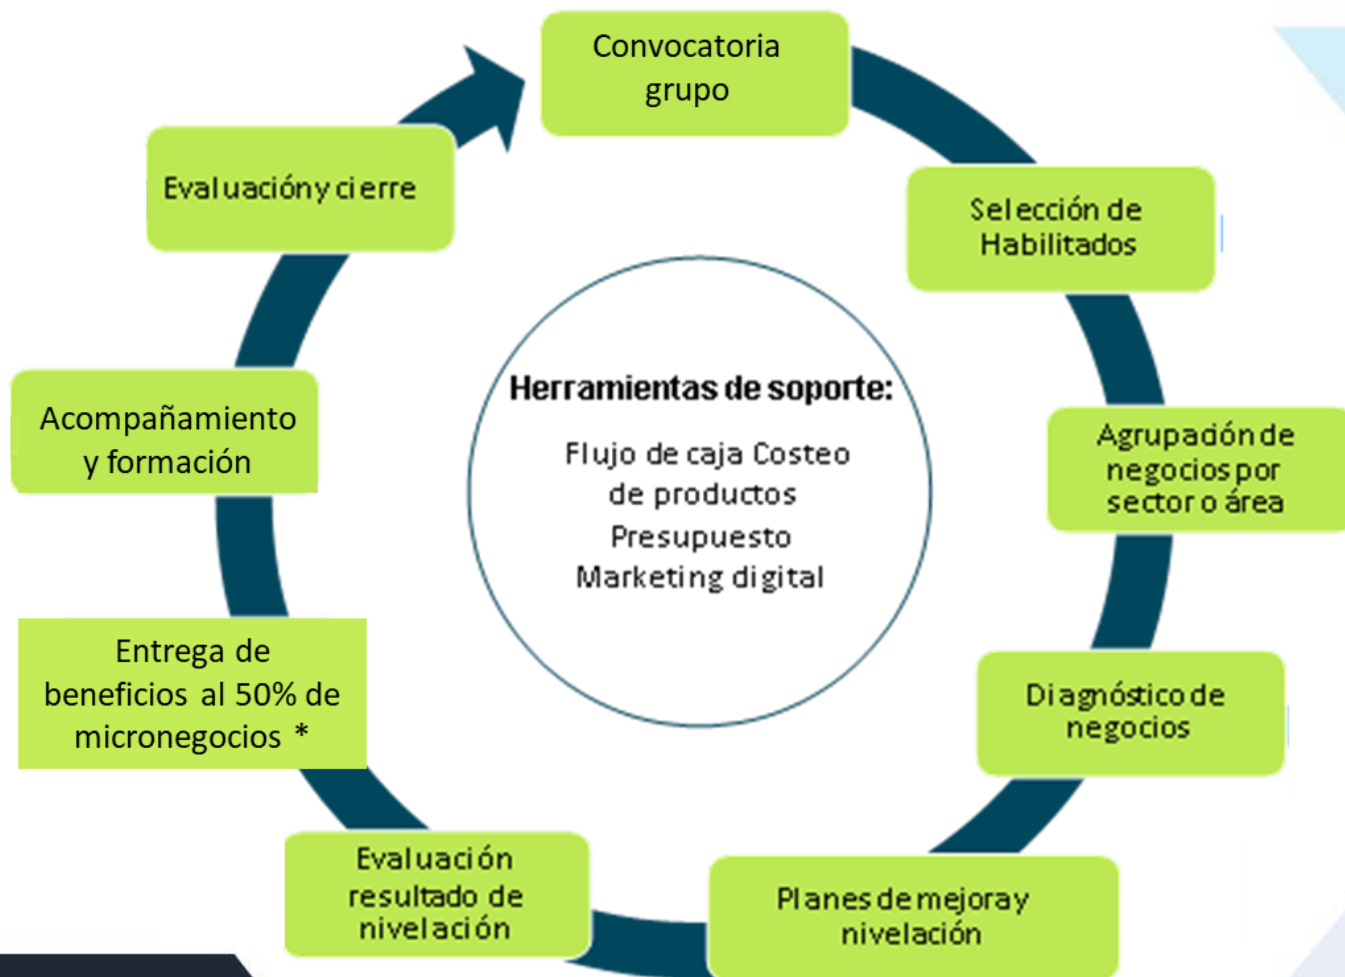 Convocatoria
grupo
Selección de
Habilitados
Agrupación de
negocios por
sector o área
Diagnóstico de
negocios
Planes de mejora y
nivelación
Evaluación
resultado de
nivelación
Entrega de
beneficios al 50% de
micronegocios *
Acompañamiento
y formación
Evaluación y cierre
Herramientas de soporte:
Flujo de caja Costeo
de productos
Presupuesto
Marketing digital